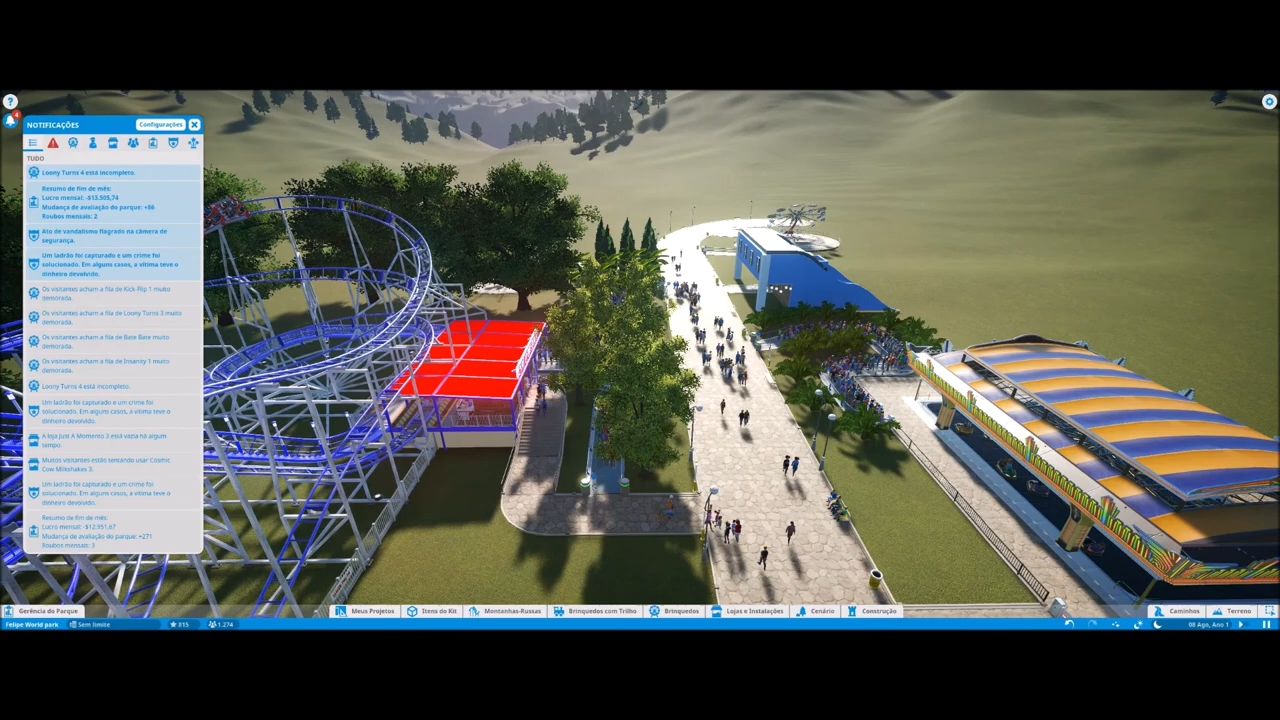 4
NOTIFICAÇÕES
Configurações
TUDO
Loony Turns 4 está incompleto.
Resumo de fim de mês:
Lucro mensal: -$13.505,74
Mudança de avaliação do parque: +86
Roubos mensais: 2
Ato de vandalismo flagrado na câmera de
segurança.
Um ladrão foi capturado e um crime foi
solucionado. Em alguns casos, a vítima teve o
dinheiro devolvido.
Os visitantes acham a fila de Kick Flip 1 muito
demorada.
Os visitantes acham a fila de Loony Turns 3 muito
demorada.
Os visitantes acham a fila de Bate Bate muito
demorada.
Os visitantes acham a fila de Insanity 1 muito
demorada.
Loony Turns 4 está incompleto.
Um ladrão foi capturado e um crime foi
solucionado. Em alguns casos, a vítima teve o
dinheiro devolvido.
A loja Just A Momento 3 está vazia há algum
tempo.
Muitos visitantes estão tentando usar Cosmic
Cow Milkshakes 3.
Um ladrão foi capturado e um crime foi
solucionado. Em alguns casos, a vítima teve o
dinheiro devolvido.
Resumo de fim de mês:
Lucro mensal: -$12.951,67
Mudança de avaliação do parque: +271
Roubos mensais: 3
Gerência do Parque
Meus Projetos
Itens do Kit
Montanhas-Russas
Brinquedos com Trilho
Brinquedos
Lojas e Instalações
Cenário
Construção
Caminhos
Terreno
Felipe World park
Sem limite
815
1.274
08 Ago, Ano 1